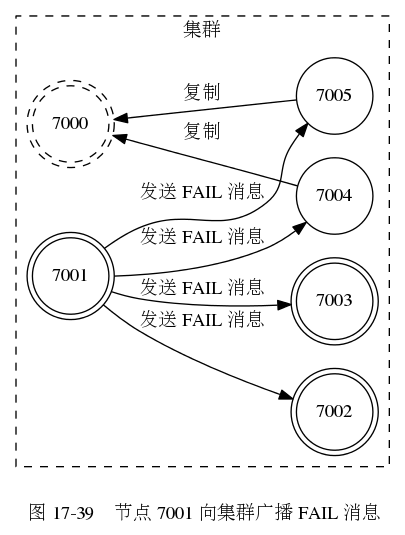 集群
7005
复制
7000
复制
7004
发送 FAIL 消息
发送 FAIL 消息
7001
发送 FAIL 消息
7003
发送 FAIL 消息
7002
图 17-39 节点 7001 向集群广播 FAIL 消息